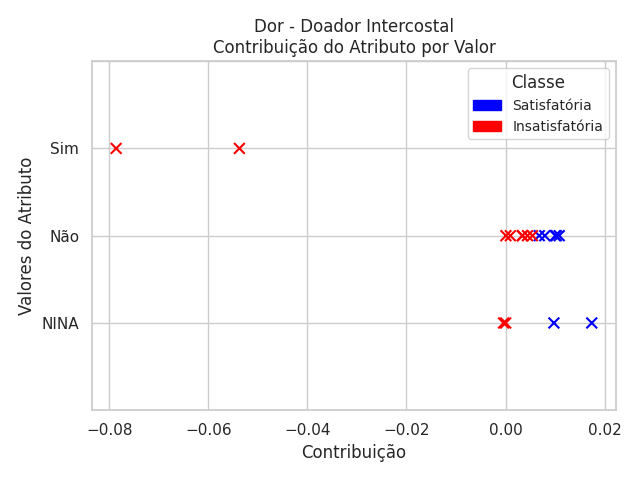 Dor - Doador Intercostal
Contribuição do Atributo por Valor
Classe
Satisfatória
Insatisfatória
Valores do Atributo
Sim
Não
NINA
−0.08
−0.06
−0.04
−0.02
0.00
0.02
Contribuição